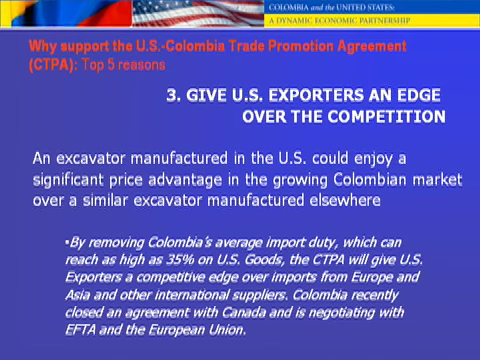 COLOMBIA and the UNITED STATES:
A DYNAMIC ECONOMIC PARTNERSHIP
Why support the U.S.-Colombia Trade Promotion Agreement
(CTPA): Top 5 reasons
3. GIVE U.S. EXPORTERS AN EDGE
OVER THE COMPETITION
An excavator manufactured in the U.S. could enjoy a
significant price advantage in the growing Colombian market
over a similar excavator manufactured elsewhere
▪By removing Colombia's average import duty, which can
reach as high as 35% on U.S. Goods, the CTPA will give U.S.
Exporters a competitive edge over imports from Europe and
Asia and other international suppliers. Colombia recently
closed an agreement with Canada and is negotiating with
EFTA and the European Union.